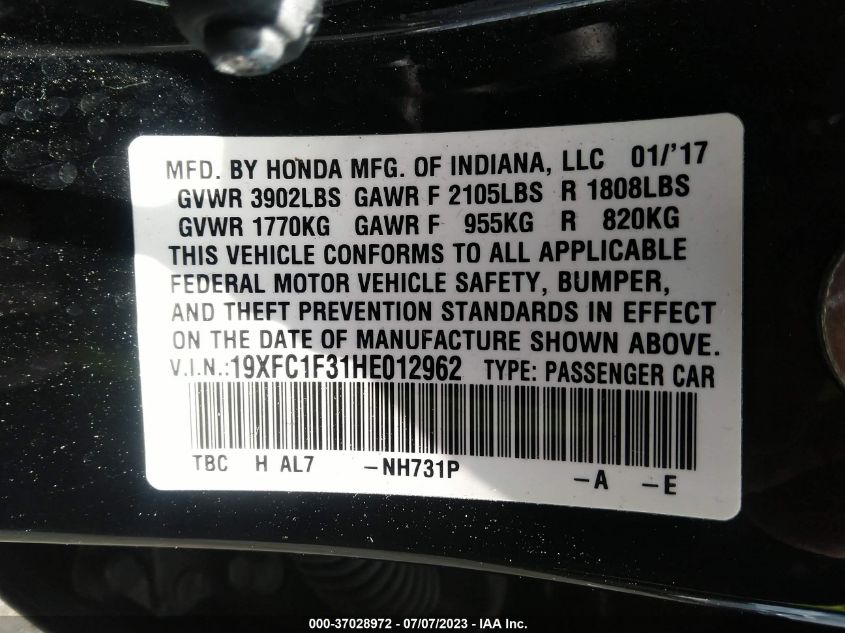 MFD. BY HONDA MFG. OF INDIANA, LLC 01/'17
GVWR 3902LBS GAWR F 2105LBS R 1808LBS
GVWR 1770KG GAWR F 955KG R 820KG
THIS VEHICLE CONFORMS TO ALL APPLICABLE
FEDERAL MOTOR VEHICLE SAFETY, BUMPER,
AND THEFT PREVENTION STANDARDS IN EFFECT
ON THE DATE OF MANUFACTURE SHOWN ABOVE.
V.I.N.:19XFC1F31HE012962 TYPE: PASSENGER CAR
TBC H AL7 -NH731P -A -E
000-37028972 - 07/07/2023 - © IAA Inc.